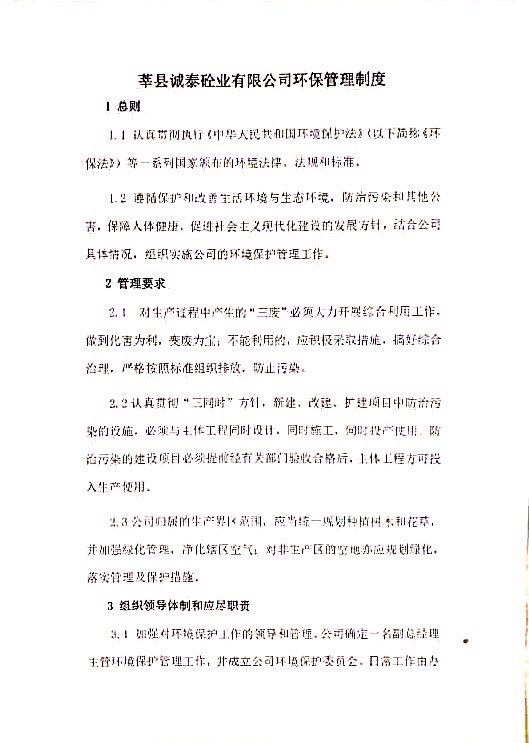 莘县诚泰砼业有限公司环保管理制度
1 总则
1.1 认真贯彻执行《中华人民共和国环境保护法》(以下简称《环
保法》) 等一系列国家颁布的环境法律、法规和标准。
1.2 遵循保护和改善生活环境与生态环境，防治污染和其他公
害，保障人体健康，促进社会主义现代化建设的发展方针，结合公司
具体情况，组织实施公司的环境保护管理工作。
2 管理要求
2.1 对生产过程中产生的“三废”必须大力开展综合利用工作，
做到化害为利，变废为宝；不能利用的，应积极采取措施，搞好综合
治理，严格按照标准组织排放，防止污染。
2.2 认真贯彻“三同时”方针，新建、改建、扩建项目中防治污
染的设施，必须与主体工程同时设计、同时施工、同时投产使用。防
治污染的建设项目必须提前经有关部门验收合格后，主体工程方可投
入生产使用。
2.3 公司归属的生产界区范围，应当统一规划种植树木和花草，
并加强绿化管理，净化辖区空气；对非生产区的空地亦应规划绿化，
落实管理及保护措施。
3 组织领导体制和应尽职责
3.1 加强对环境保护工作的领导和管理。公司确定一名副总经理
主管环境保护管理工作，并成立公司环境保护委员会。日常工作由办